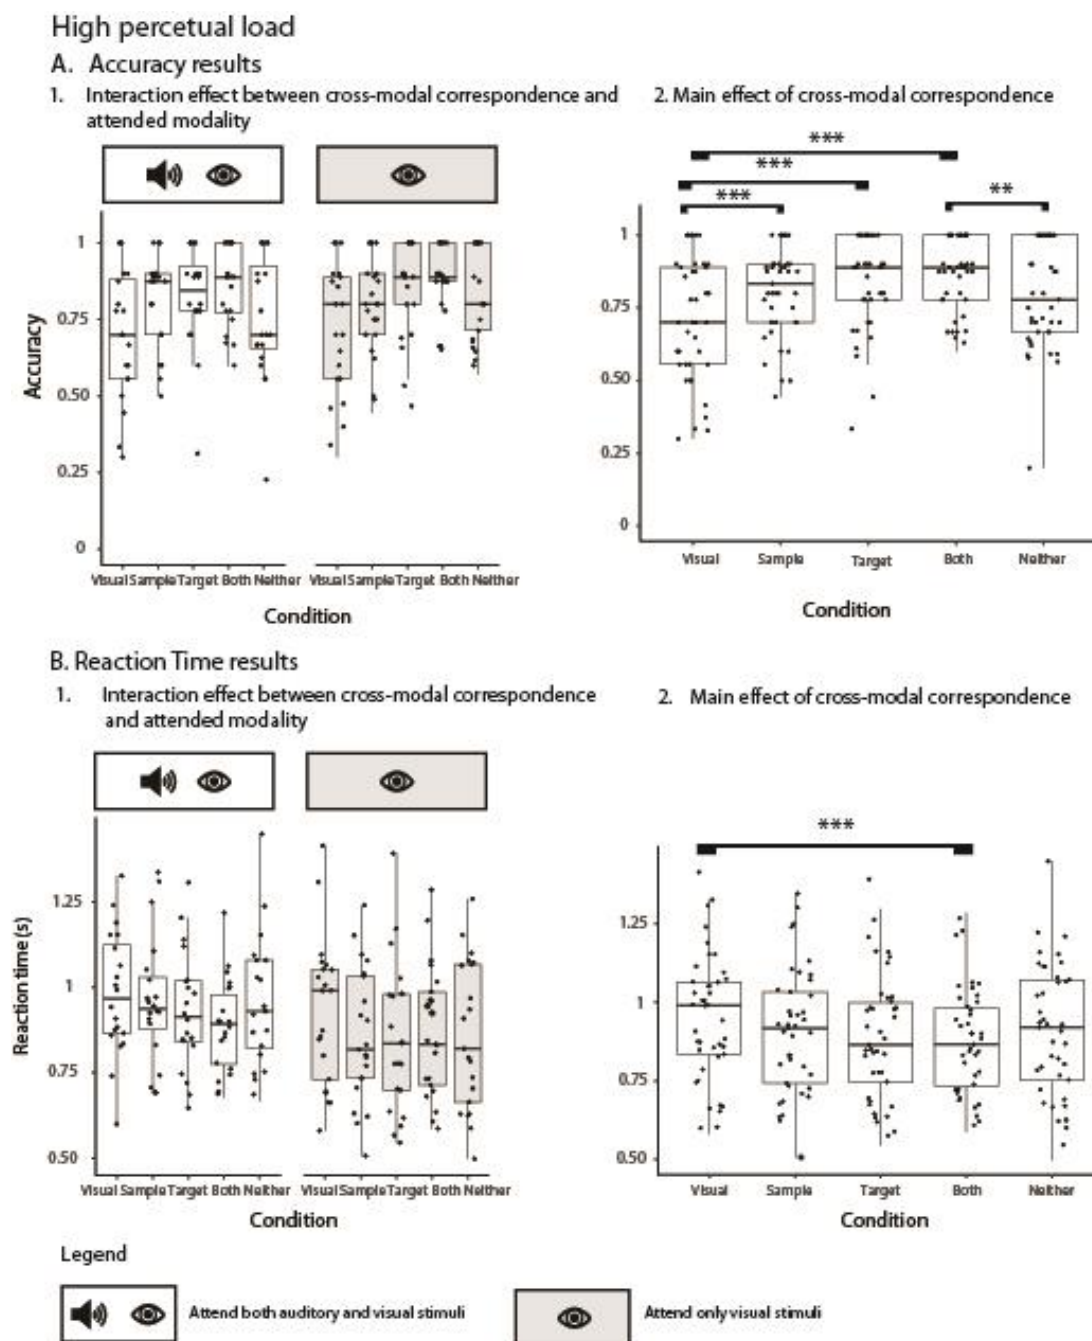 High percetual load
A. Accuracy results
1. Interaction effect between cross-modal correspondence and
attended modality
2. Main effect of cross-modal correspondence
***
***
***
**
Accuracy
1
0.75
0.50
0.25
0
Visual Sample Target Both Neither
Visual Sample Target Both Neither
Condition
1
0.75
0.50
0.25
0
Visual Sample Target Both Neither
Condition
B. Reaction Time results
1. Interaction effect between cross-modal correspondence
and attended modality
2. Main effect of cross-modal correspondence
***
Reaction time (s)
1.25
1
0.75
0.50
Visual Sample Target Both Neither
Visual Sample Target Both Neither
Condition
1.25
1
0.75
0.50
Visual Sample Target Both Neither
Condition
Legend
Attend both auditory and visual stimuli
Attend only visual stimuli